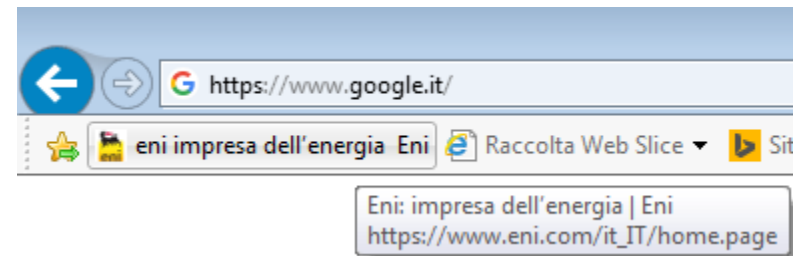 https://www.google.it/
eni eni impresa dell'energia Eni Raccolta Web Slice Sit
Eni: impresa dell'energia | Eni
https://www.eni.com/it_IT/home.page